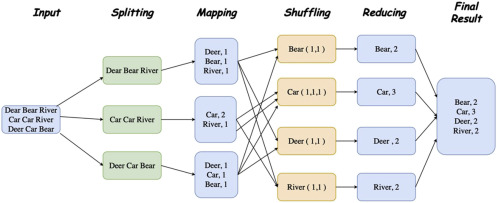 Input
Splitting
Mapping
Shuffling
Reducing
Final
Result
Dear Bear River
Car Car River
Deer Car Bear
Dear Bear River
Car Car River
Deer Car Bear
Deer, 1
Bear, 1
River, 1
Car, 2
River, 1
Deer, 1
Car, 1
Bear, 1
Bear ( 1,1 )
Car ( 1,1,1 )
Deer ( 1,1 )
River ( 1,1 )
Bear, 2
Car, 3
Deer , 2
River, 2
Bear, 2
Car, 3
Deer, 2
River, 2